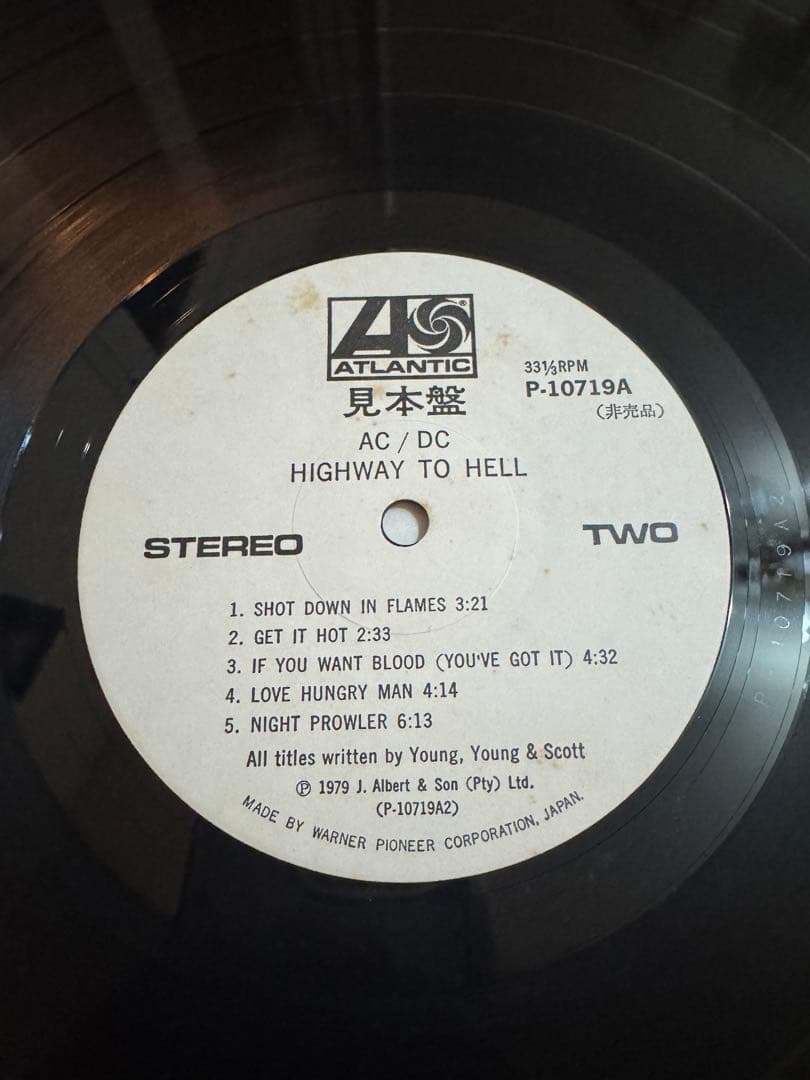 ATLANTIC
®
見本盤
33⅓RPM
P-10719A
(非売品)
AC / DC
HIGHWAY TO HELL
STEREO
TWO
1. SHOT DOWN IN FLAMES 3:21
2. GET IT HOT 2:33
3. IF YOU WANT BLOOD (YOU'VE GOT IT) 4:32
4. LOVE HUNGRY MAN 4:14
5. NIGHT PROWLER 6:13
All titles written by Young, Young & Scott
℗ 1979 J. Albert & Son (Pty) Ltd.
(P-10719A2)
MADE BY WARNER PIONEER CORPORATION, JAPAN.
P-10719A2